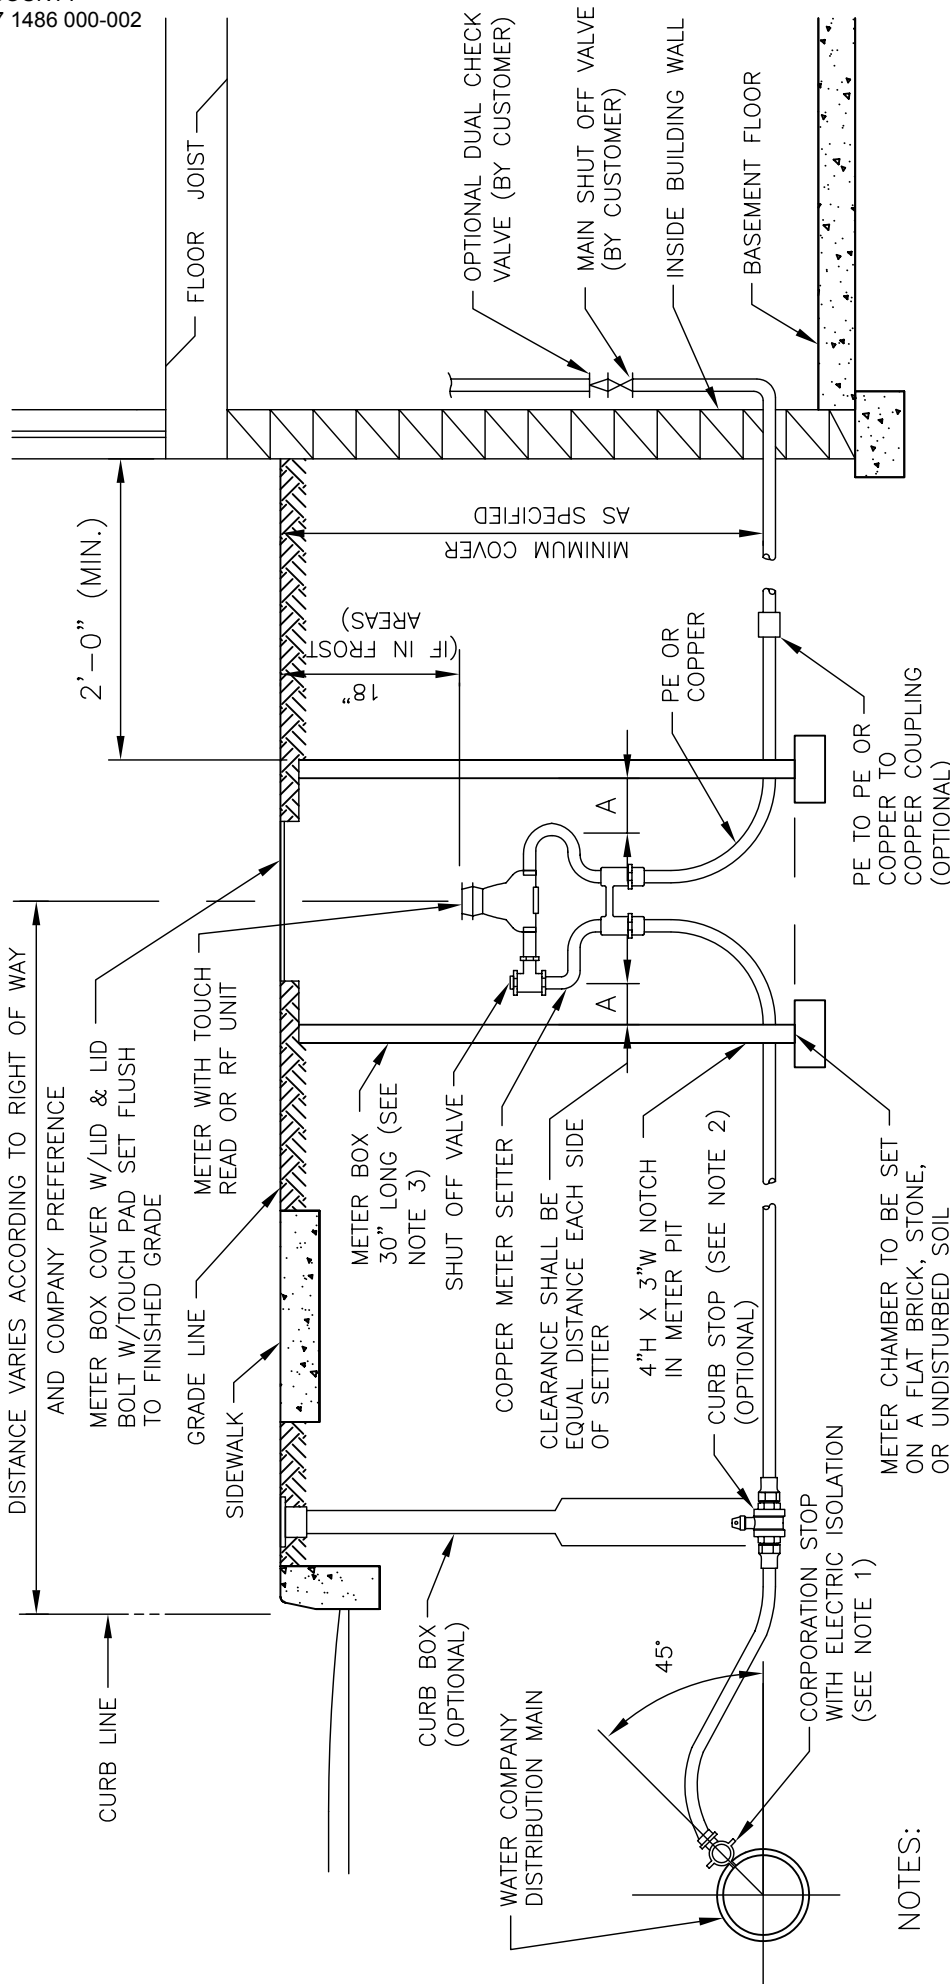 7 1486 000-002
DISTANCE VARIES ACCORDING TO RIGHT OF WAY
AND COMPANY PREFERENCE
CURB LINE
METER BOX COVER W/LID & LID
BOLT W/TOUCH PAD SET FLUSH
TO FINISHED GRADE
GRADE LINE
SIDEWALK
METER WITH TOUCH
READ OR RF UNIT
2'-0" (MIN.)
FLOOR JOIST
METER BOX
30" LONG (SEE
NOTE 3)
SHUT OFF VALVE
COPPER METER SETTER
CLEARANCE SHALL BE
EQUAL DISTANCE EACH SIDE
OF SETTER
4"H X 3"W NOTCH
IN METER PIT
CURB STOP (SEE NOTE 2)
(OPTIONAL)
CURB BOX
(OPTIONAL)
18"
(IF IN FROST
AREAS)
MINIMUM COVER
AS SPECIFIED
A
A
PE OR
COPPER
OPTIONAL DUAL CHECK
VALVE (BY CUSTOMER)
MAIN SHUT OFF VALVE
(BY CUSTOMER)
INSIDE BUILDING WALL
BASEMENT FLOOR
WATER COMPANY
DISTRIBUTION MAIN
45°
CORPORATION STOP
WITH ELECTRIC ISOLATION
(SEE NOTE 1)
METER CHAMBER TO BE SET
ON A FLAT BRICK, STONE,
OR UNDISTURBED SOIL
PE TO PE OR
COPPER TO
COPPER COUPLING
(OPTIONAL)
NOTES: